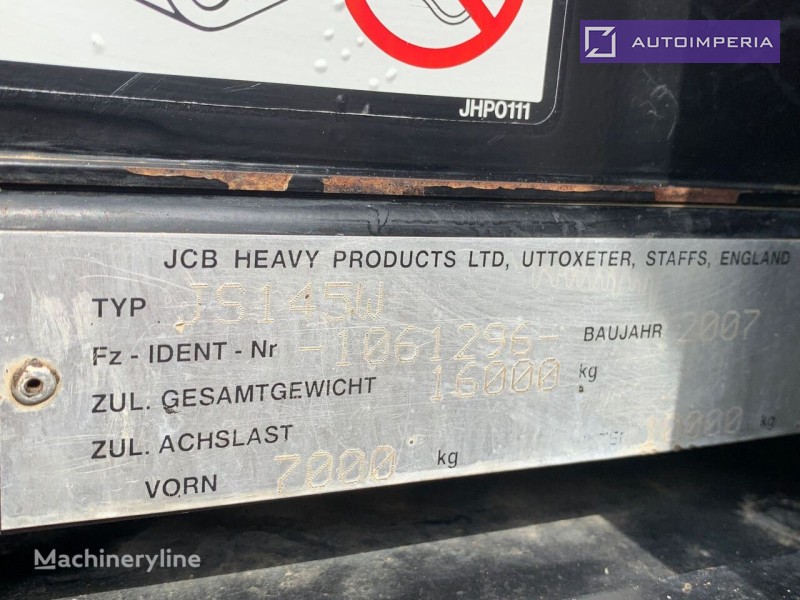 AUTOIMPERIA
JHP0111
JCB HEAVY PRODUCTS LTD, UTTOXETER, STAFFS, ENGLAND
TYP JS145W
Fz - IDENT - Nr -1061296- BAUJAHR 2007
ZUL. GESAMTGEWICHT 16000 kg
ZUL. ACHSLAST
VORN 7000 kg kg
Machineryline